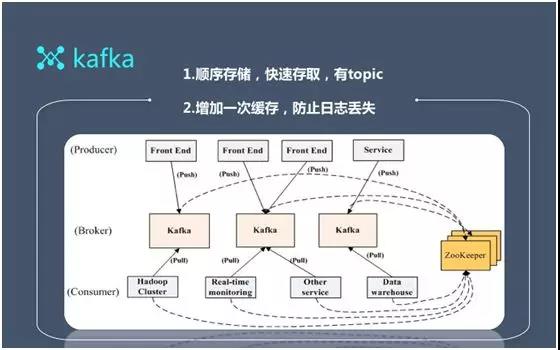 kafka
1.顺序存储，快速存取，有topic
2.增加一次缓存，防止日志丢失
(Producer) Front End Front End Front End Service
(Push) (Push) (Push) (Push)
(Broker) Kafka Kafka Kafka
ZooKeeper
(Pull) (Pull) (Pull) (Pull)
(Consumer) Hadoop Cluster Real-time monitoring Other service Data warehouse